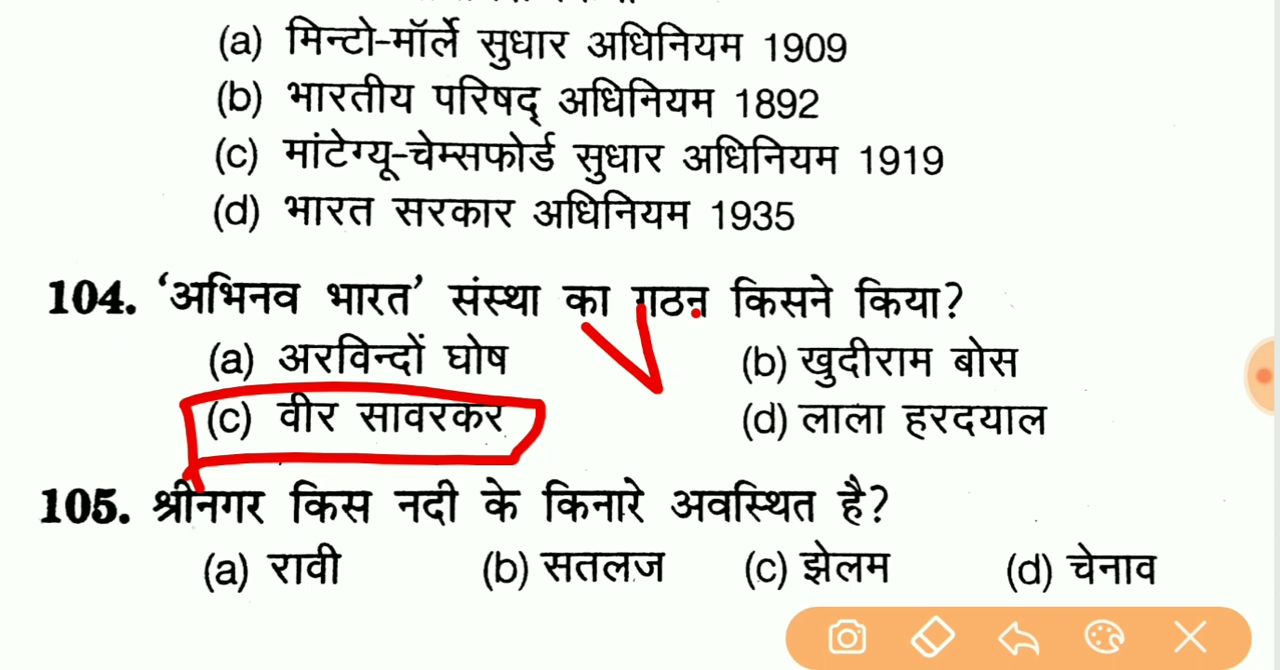 (a) मिन्टो-मॉर्ले सुधार अधिनियम 1909
(b) भारतीय परिषद् अधिनियम 1892
(c) मांटेग्यू-चेम्सफोर्ड सुधार अधिनियम 1919
(d) भारत सरकार अधिनियम 1935
104. ‘अभिनव भारत’ संस्था का गठन किसने किया?
(a) अरविन्दों घोष (b) खुदीराम बोस
(c) वीर सावरकर (d) लाला हरदयाल
105. श्रीनगर किस नदी के किनारे अवस्थित है?
(a) रावी (b) सतलज (c) झेलम (d) चेनाव